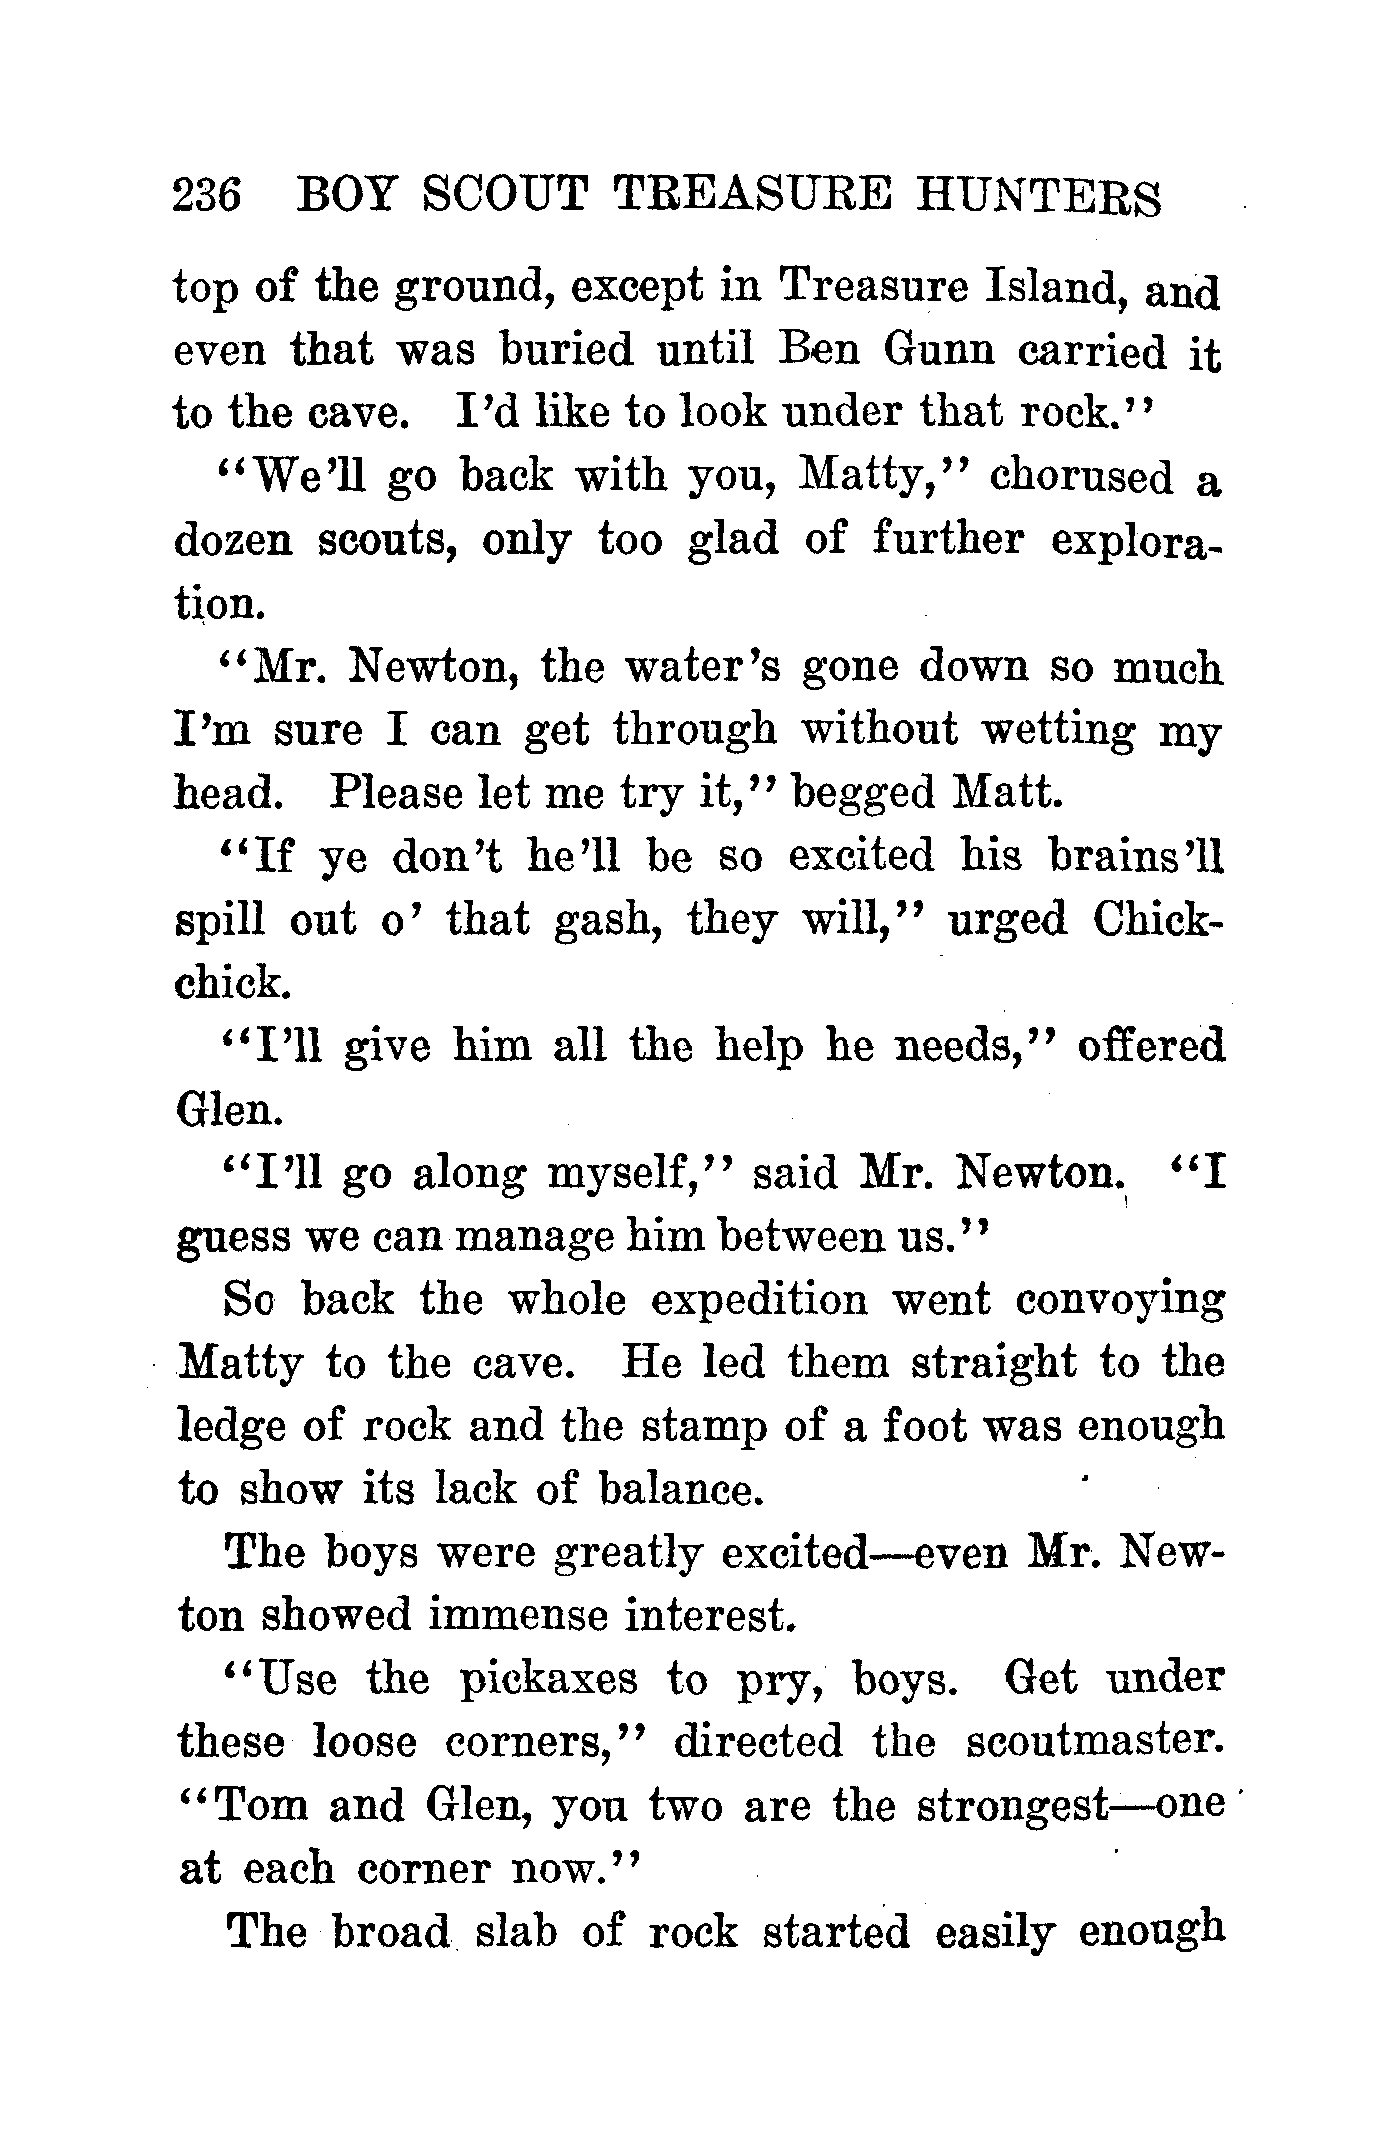 236 BOY SCOUT TREASURE HUNTERS
top of the ground, except in Treasure Island, and
even that was buried until Ben Gunn carried it
to the cave. I'd like to look under that rock."
"We'll go back with you, Matty," chorused a
dozen scouts, only too glad of further explora-
tion.
"Mr. Newton, the water's gone down so much
I'm sure I can get through without wetting my
head. Please let me try it," begged Matt.
"If ye don't he'll be so excited his brains'll
spill out o' that gash, they will," urged Chick-
chick.
"I'll give him all the help he needs," offered
Glen.
"I'll go along myself," said Mr. Newton. "I
guess we can manage him between us."
So back the whole expedition went convoying
Matty to the cave. He led them straight to the
ledge of rock and the stamp of a foot was enough
to show its lack of balance.
The boys were greatly excited—even Mr. New-
ton showed immense interest.
"Use the pickaxes to pry, boys. Get under
these loose corners," directed the scoutmaster.
"Tom and Glen, you two are the strongest—one
at each corner now."
The broad slab of rock started easily enough